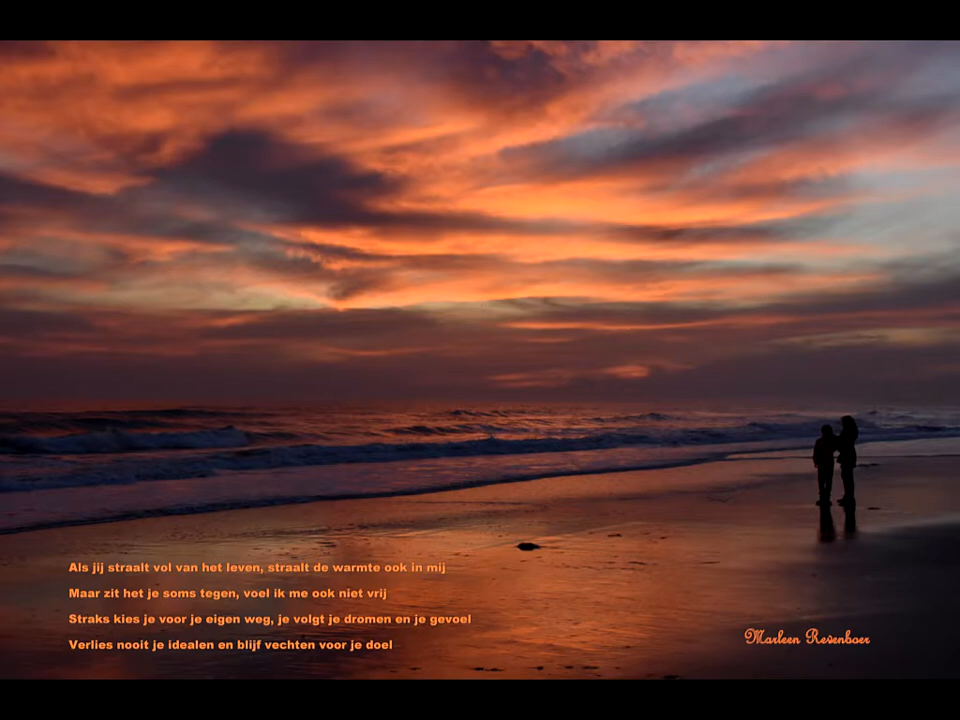 Als jij straalt vol van het leven, straalt de warmte ook in mij
Maar zit het je soms tegen, voel ik me ook niet vrij
Straks kies je voor je eigen weg, je volgt je dromen en je gevoel
Verlies nooit je idealen en blijf vechten voor je doel
Marleen Revenboer